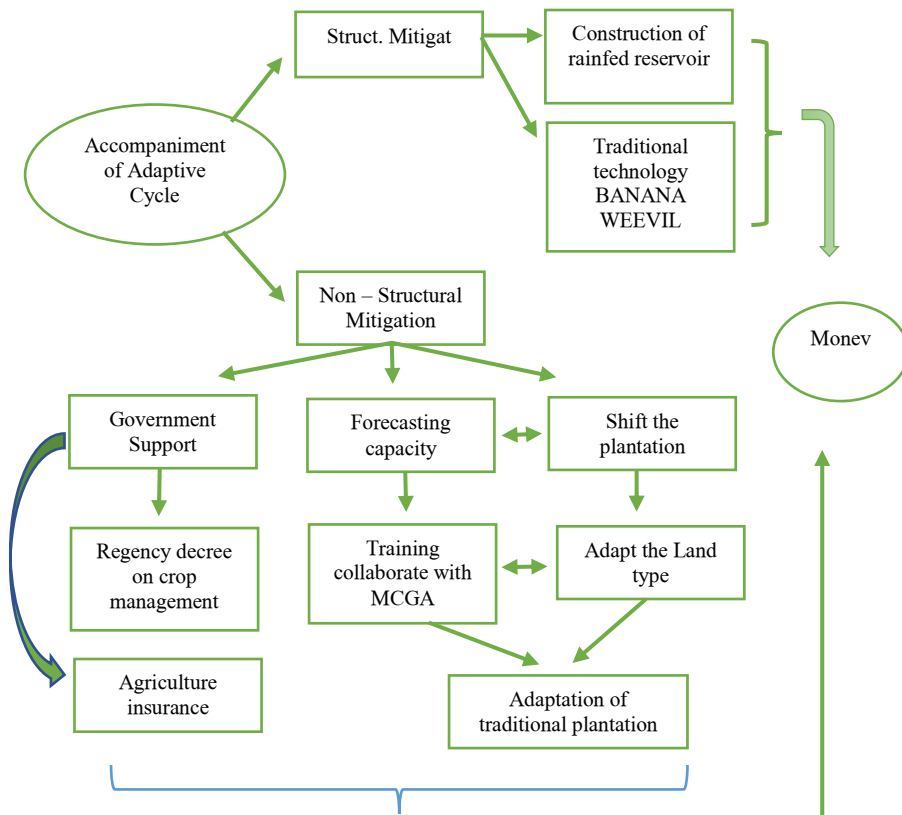 Struct. Mitigat
Construction of
rainfed reservoir
Accompaniment
of Adaptive
Cycle
Traditional
technology
BANANA
WEEVIL
Non – Structural
Mitigation
Monev
Government
Support
Forecasting
capacity
Shift the
plantation
Regency decree
on crop
management
Training
collaborate with
MCGA
Adapt the Land
type
Agriculture
insurance
Adaptation of
traditional plantation